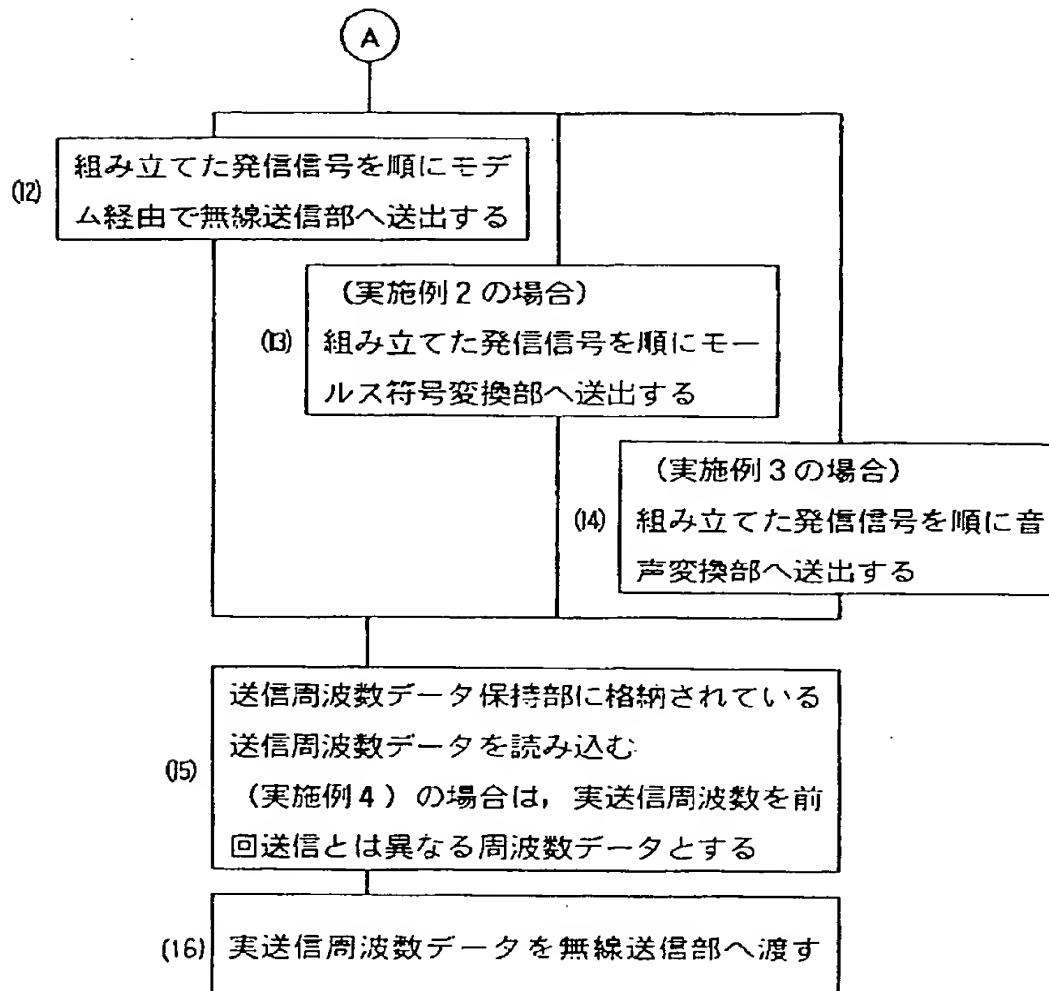 A
(12)
組み立てた発信信号を順にモデ
ム経由で無線送信部へ送出する
(実施例2の場合)
(13)
組み立てた発信信号を順にモー
ルス符号変換部へ送出する
(実施例3の場合)
(14)
組み立てた発信信号を順に音
声変換部へ送出する
送信周波数データ保持部に格納されている
送信周波数データを読み込む
(15)
(実施例4)の場合は,実送信周波数を前
回送信とは異なる周波数データとする
(16)
実送信周波数データを無線送信部へ渡す